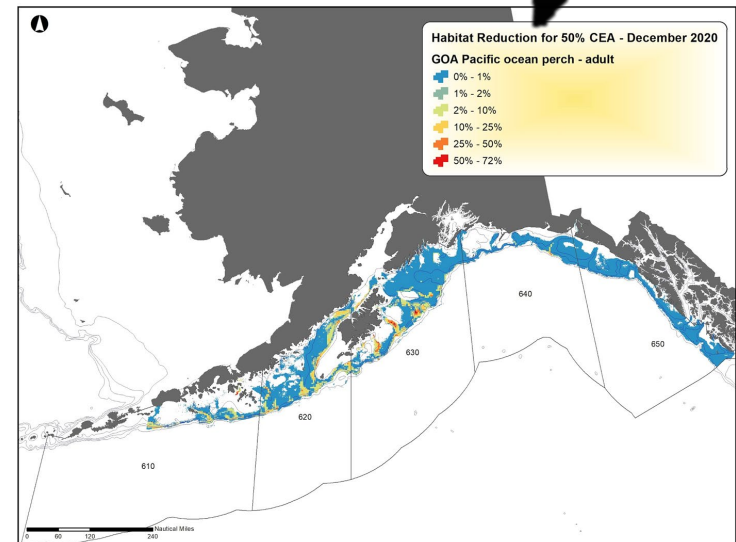 Habitat Reduction for 50% CEA - December 2020
GOA Pacific ocean perch - adult
0% - 1%
1% - 2%
2% - 10%
10% - 25%
25% - 50%
50% - 72%
640
650
630
620
610
Nautical Miles
0 60 120 240